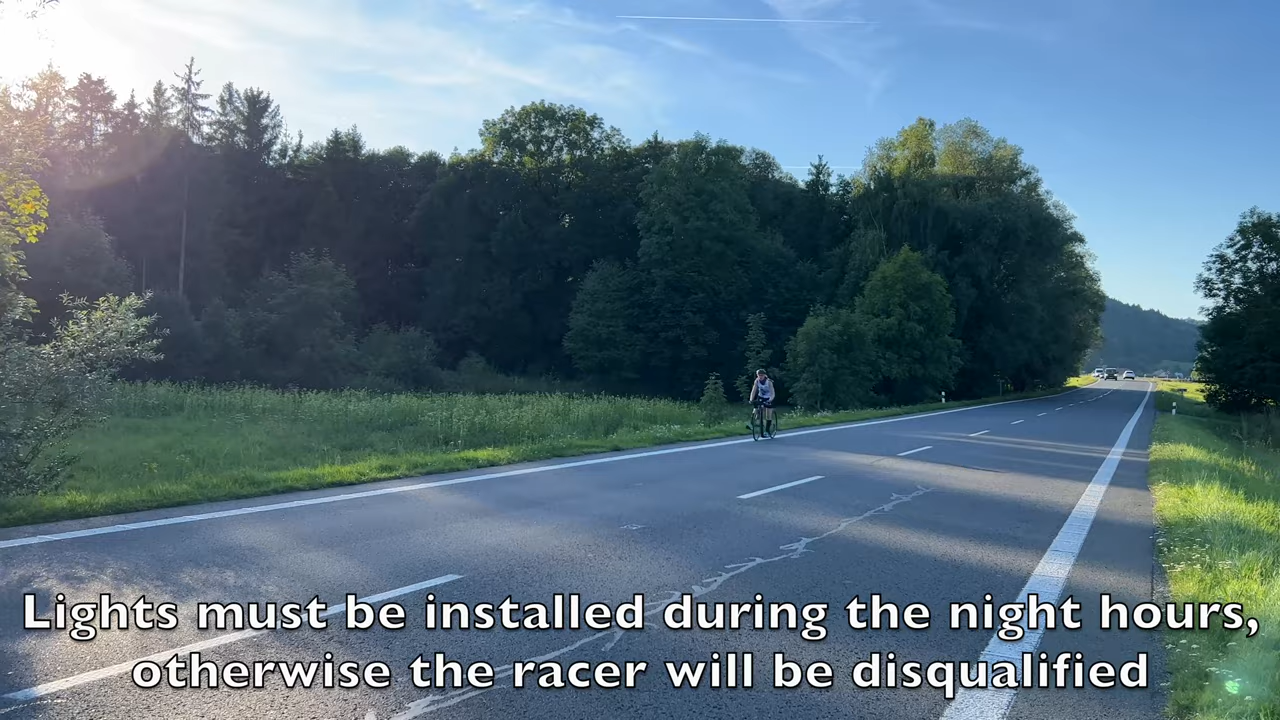 Lights must be installed during the night hours,
otherwise the racer will be disqualified